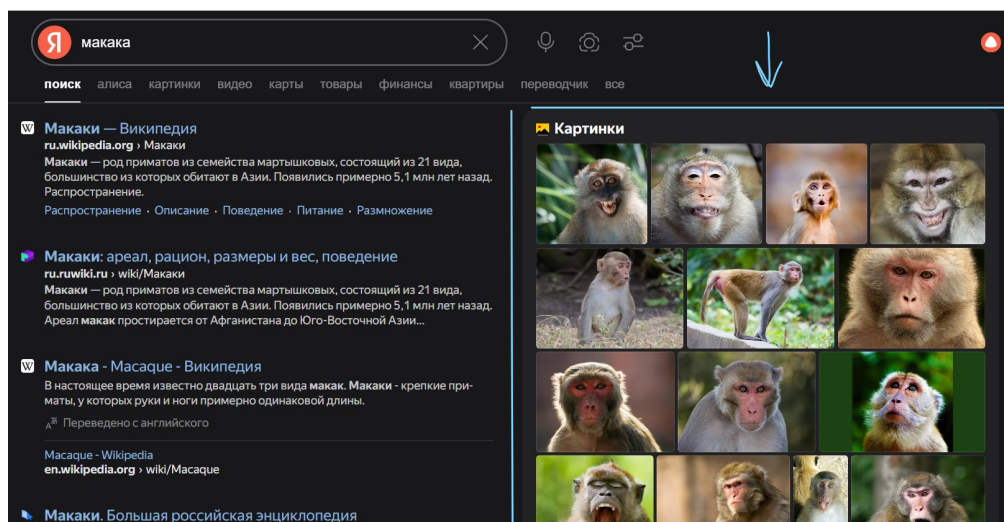 Я макака
поиск алиса картинки видео карты товары финансы квартиры переводчик все
Макаки — Википедия
ru.wikipedia.org › Макаки
Макаки — род приматов из семейства мартышковых, состоящий из 21 вида,
большинство из которых обитают в Азии. Появились примерно 5,1 млн лет назад.
Распространение.
Распространение · Описание · Поведение · Питание · Размножение
Макаки: ареал, рацион, размеры и вес, поведение
ru.ruwiki.ru › wiki/Макаки
Макаки — род приматов из семейства мартышковых, состоящий из 21 вида,
большинство из которых обитают в Азии. Появились примерно 5,1 млн лет назад.
Ареал макак простирается от Афганистана до Юго-Восточной Азии...
W Макака - Macaque - Википедия
В настоящее время известно двадцать три вида макак. Макаки - крепкие при-
маты, у которых руки и ноги примерно одинаковой длины.
Переведено с английского
Macaque - Wikipedia
en.wikipedia.org › wiki/Macaque
Макаки. Большая российская энциклопедия
Картинки